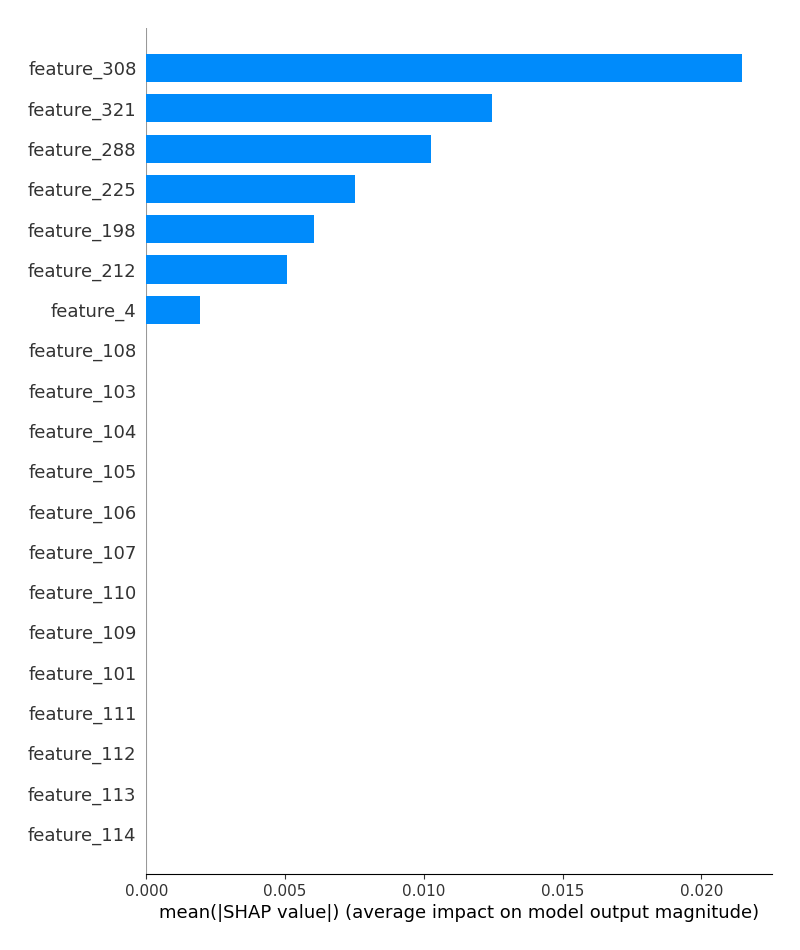 feature_308
feature_321
feature_288
feature_225
feature_198
feature_212
feature_4
feature_108
feature_103
feature_104
feature_105
feature_106
feature_107
feature_110
feature_109
feature_101
feature_111
feature_112
feature_113
feature_114
0.000 0.005 0.010 0.015 0.020
mean(|SHAP value|) (average impact on model output magnitude)